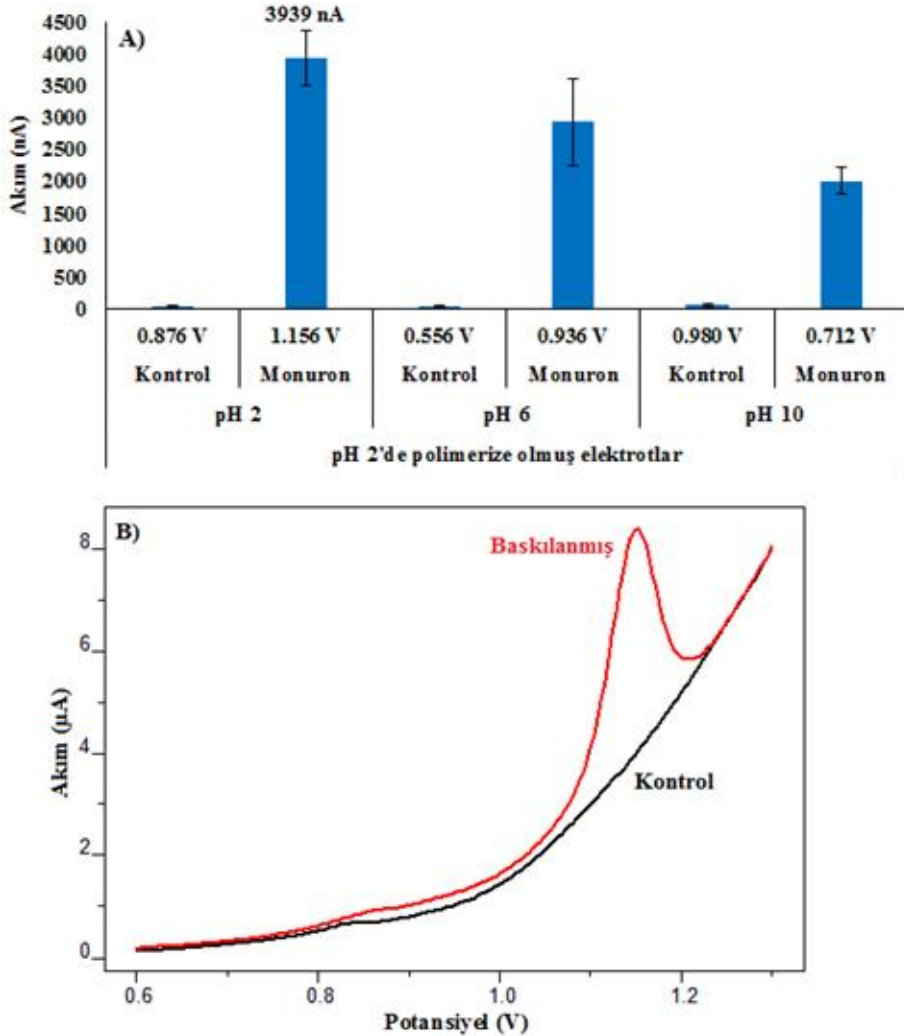 A)
3939 nA
Akım (nA)
4500
4000
3500
3000
2500
2000
1500
1000
500
0
0.876 V 1.156 V 0.556 V 0.936 V 0.980 V 0.712 V
Kontrol Monuron Kontrol Monuron Kontrol Monuron
pH 2 pH 6 pH 10
pH 2'de polimerize olmuş elektrotlar
B)
Baskılanmış
Kontrol
Akım (µA)
8
6
4
2
0
0.6 0.8 1.0 1.2
Potansiyel (V)